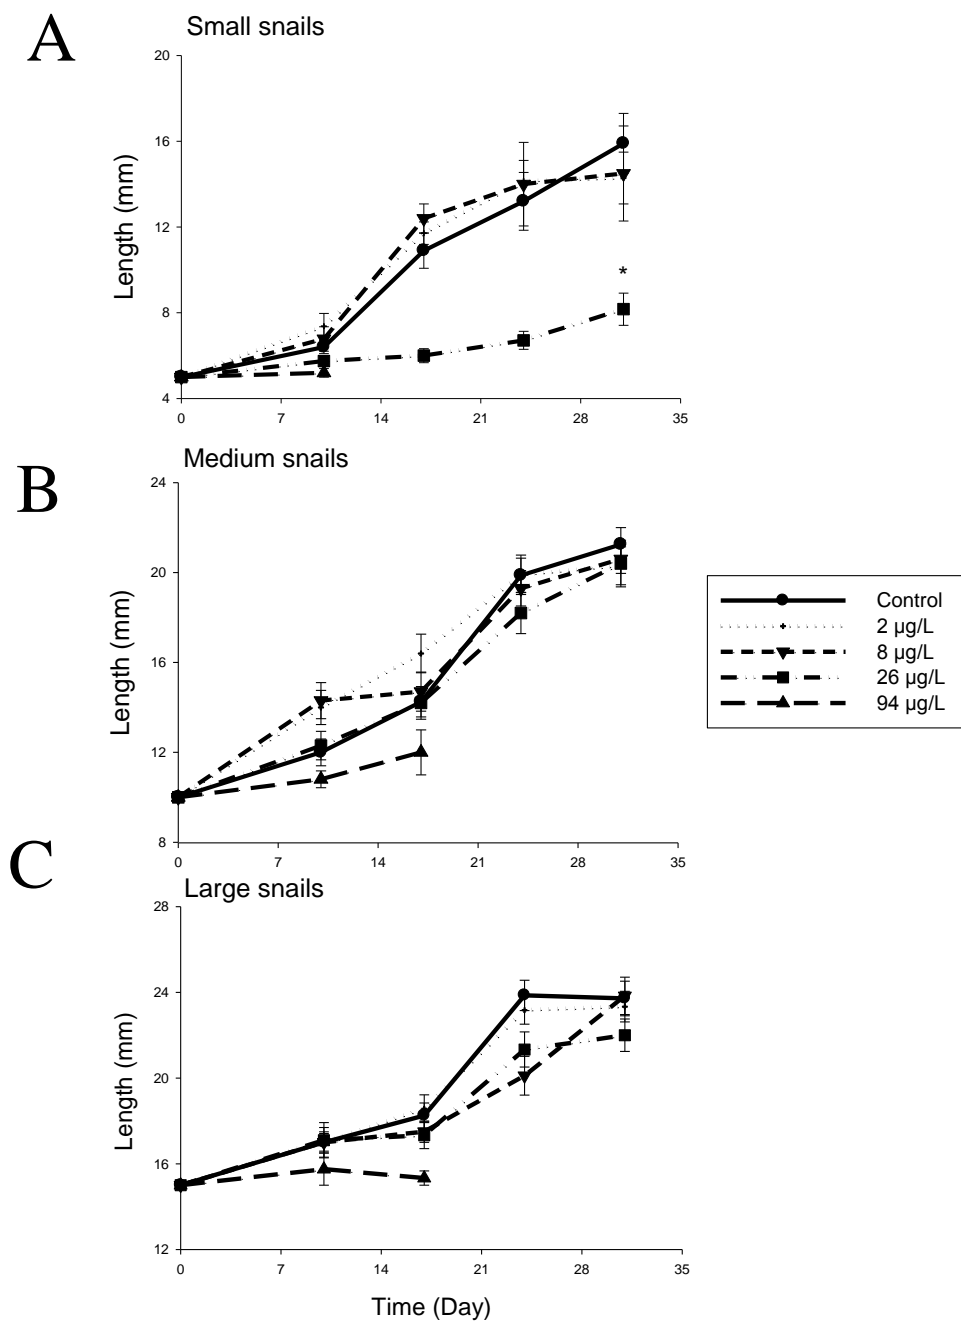 A
Small snails
20
16
12
8
4
Length (mm)
*
0 7 14 21 28 35
B
Medium snails
24
20
16
12
8
Length (mm)
0 7 14 21 28 35
Control
2 µg/L
8 µg/L
26 µg/L
94 µg/L
C
Large snails
28
24
20
16
12
Length (mm)
0 7 14 21 28 35
Time (Day)